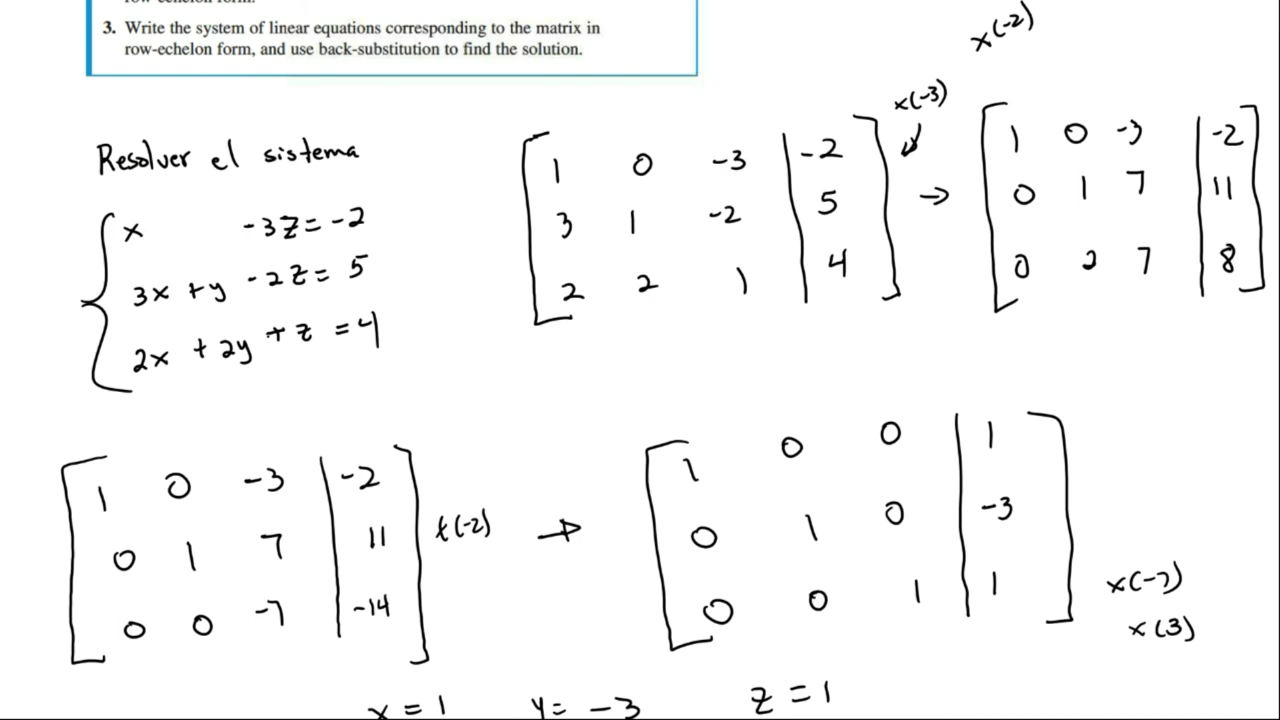 3. Write the system of linear equations corresponding to the matrix in
row-echelon form, and use back-substitution to find the solution.
x(-2)
x(-3)
Resolver el sistema
x -3z = -2
3x + y - 2z = 5
2x + 2y + z = 4
1 0 -3 | -2
3 1 -2 | 5
2 2 1 | 4
→
1 0 -3 | -2
0 1 7 | 11
0 2 7 | 8
1 0 -3 | -2
0 1 7 | 11
0 0 -7 | -14
x(-2) →
1 0 0 | 1
0 1 0 | -3
0 0 1 | 1
x(-7)
x(3)
x = 1 y = -3 z = 1